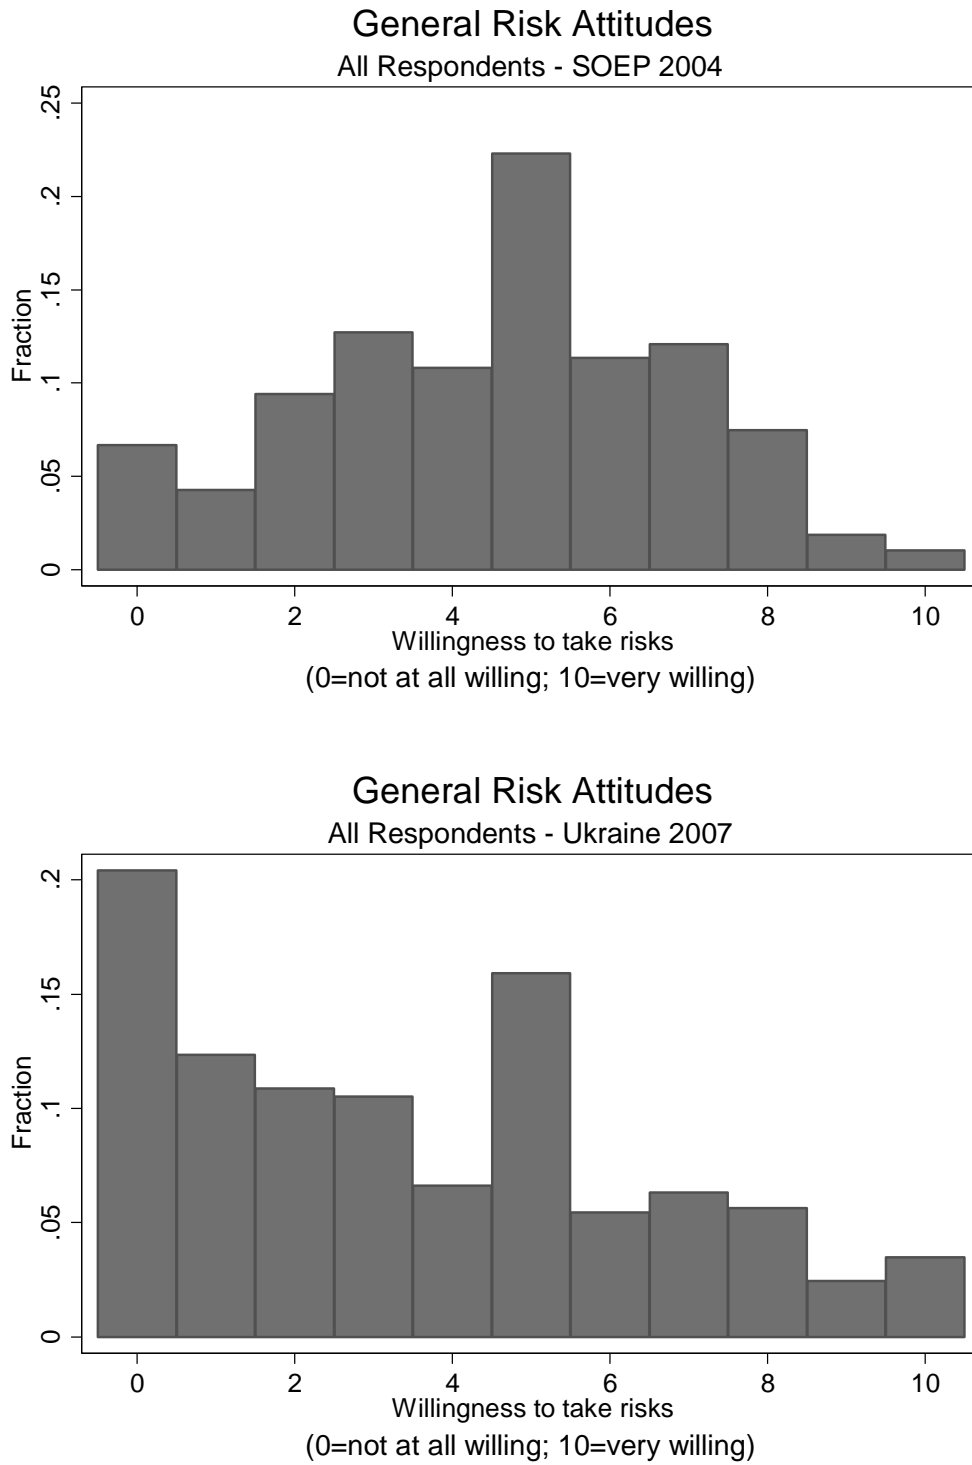 General Risk Attitudes
All Respondents - SOEP 2004
.25
.2
.15
.1
.05
0
Fraction
0 2 4 6 8 10
Willingness to take risks
(0=not at all willing; 10=very willing)
General Risk Attitudes
All Respondents - Ukraine 2007
.2
.15
.1
.05
0
Fraction
0 2 4 6 8 10
Willingness to take risks
(0=not at all willing; 10=very willing)